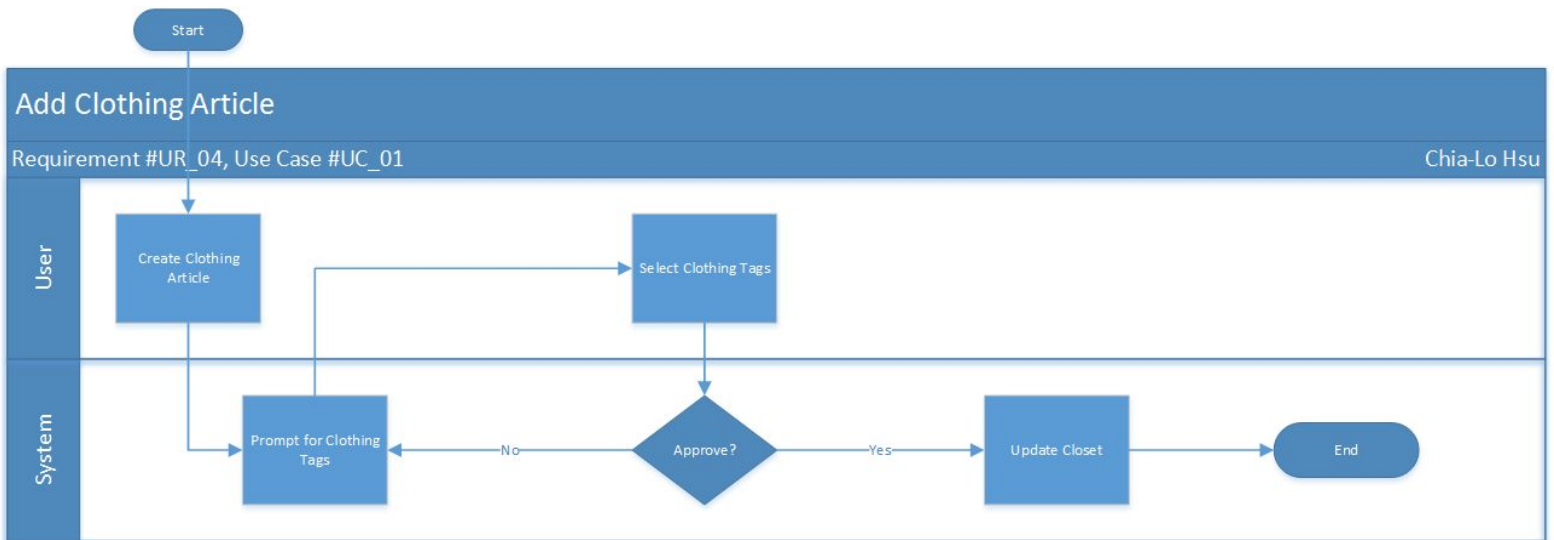 Start
Add Clothing Article
Requirement #UR_04, Use Case #UC_01
Chia-Lo Hsu
User
Create Clothing
Article
Select Clothing Tags
System
Prompt for Clothing
Tags
No
Approve?
Yes
Update Closet
End